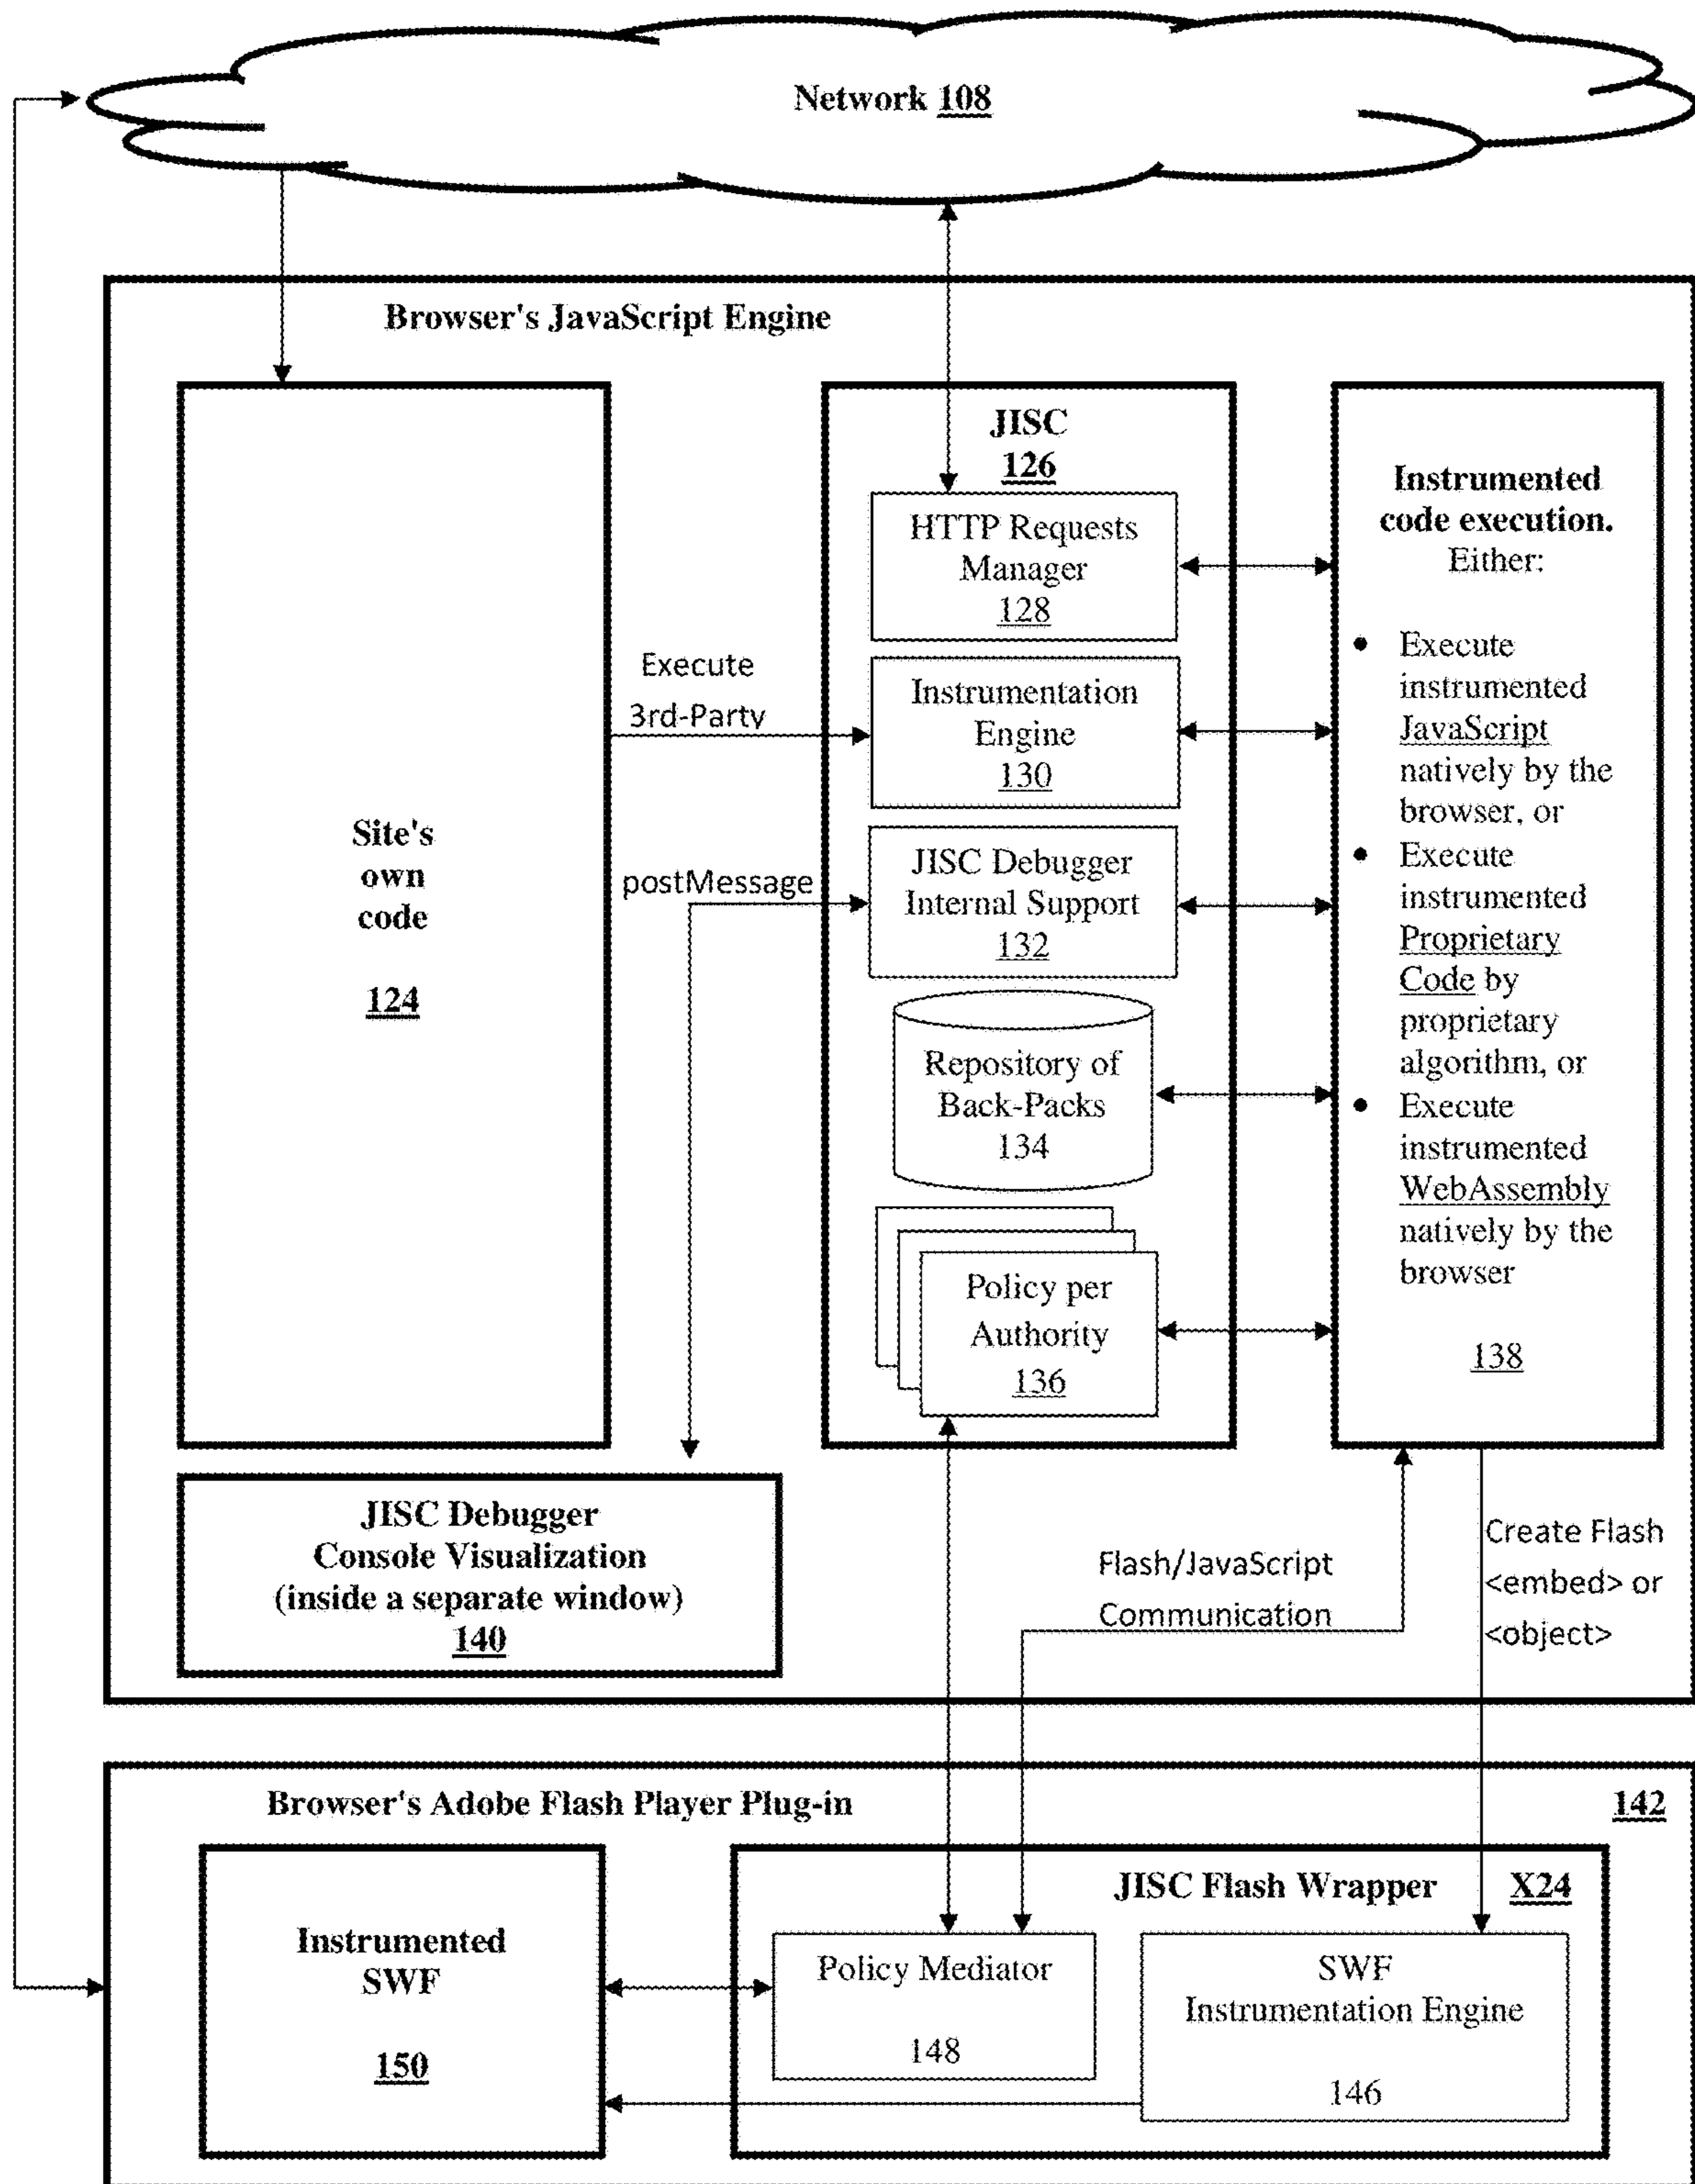 Network 108
Browser's JavaScript Engine
Site's
own
code
124
Execute
3rd-Party
postMessage
JISC
126
HTTP Requests
Manager
128
Instrumentation
Engine
130
JISC Debugger
Internal Support
132
Repository of
Back-Packs
134
Policy per
Authority
136
Instrumented
code execution.
Either:
• Execute
instrumented
JavaScript
natively by the
browser, or
• Execute
instrumented
Proprietary
Code by
proprietary
algorithm, or
• Execute
instrumented
WebAssembly
natively by the
browser
138
JISC Debugger
Console Visualization
(inside a separate window)
140
Flash/JavaScript
Communication
Create Flash
<embed> or
<object>
Browser's Adobe Flash Player Plug-in
142
Instrumented
SWF
150
JISC Flash Wrapper X24
Policy Mediator
148
SWF
Instrumentation Engine
146